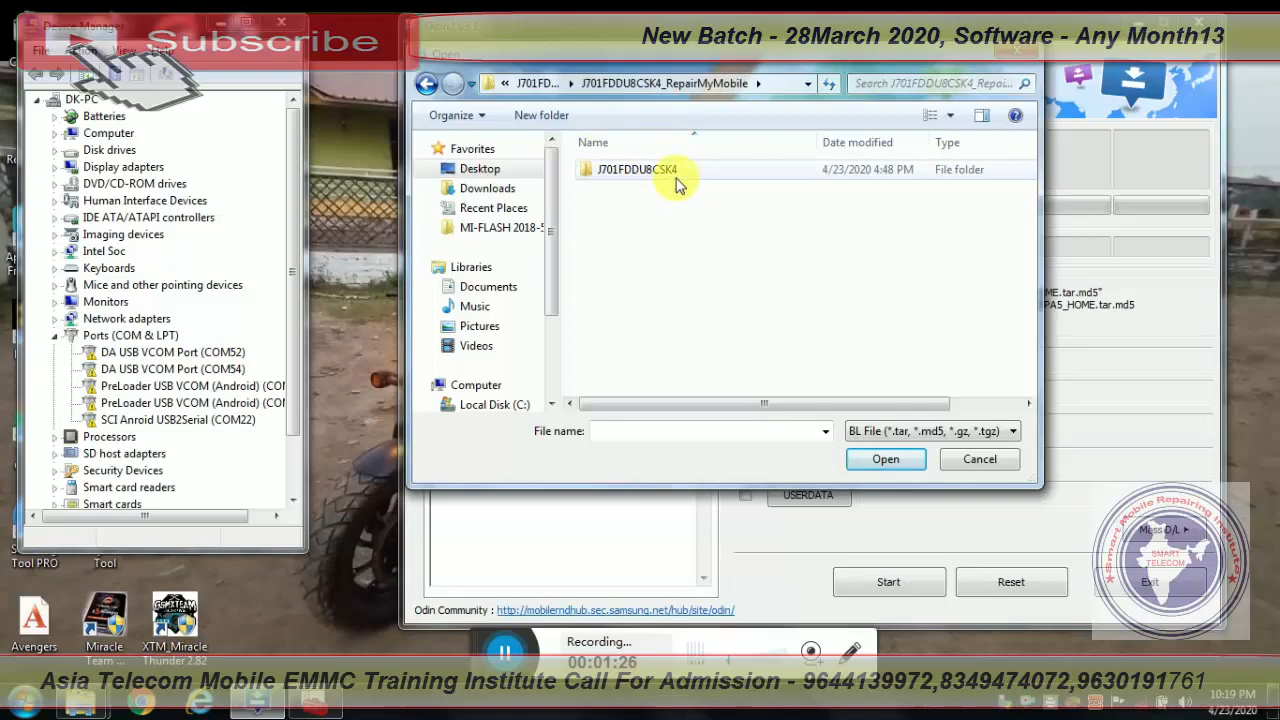 Device Manager
Subscribe
New Batch - 28March 2020, Software - Any Month13
File Action View Help
J701FD...
J701FDDU8CSK4_RepairMyMobile
Search J701FDDU8CSK4_Repai...
Organize
New folder
Name
Date modified
Type
J701FDDU8CSK4
4/23/2020 4:48 PM
File folder
Favorites
Desktop
Downloads
Recent Places
MI-FLASH 2018-5
Libraries
Documents
Music
Pictures
Videos
Computer
Local Disk (C:)
File name:
BL File (*.tar, *.md5, *.gz, *.tgz)
Open
Cancel
DK-PC
Batteries
Computer
Disk drives
Display adapters
DVD/CD-ROM drives
Human Interface Devices
IDE ATA/ATAPI controllers
Imaging devices
Intel Soc
Keyboards
Mice and other pointing devices
Monitors
Network adapters
Ports (COM & LPT)
DA USB VCOM Port (COM52)
DA USB VCOM Port (COM54)
PreLoader USB VCOM (Android) (CO
PreLoader USB VCOM (Android) (CO
SCI Anroid USB2Serial (COM22)
Processors
SD host adapters
Security Devices
Smart card readers
Smart cards
OME.tar.md5"
PA5_HOME.tar.md5
USERDATA
Mass D/L
Start
Reset
Exit
Smart Mobile Repairing Institute
SMART TELECOM
Odin Community : http://mobilerndhub.sec.samsung.net/hub/site/odin/
Tool PRO
Tool
Avengers
Miracle Team ...
XTM_Miracle Thunder 2.82
Recording...
00:01:26
Asia Telecom Mobile EMMC Training Institute Call For Admission - 9644139972,8349474072,9630191761
10:19 PM
4/23/2020